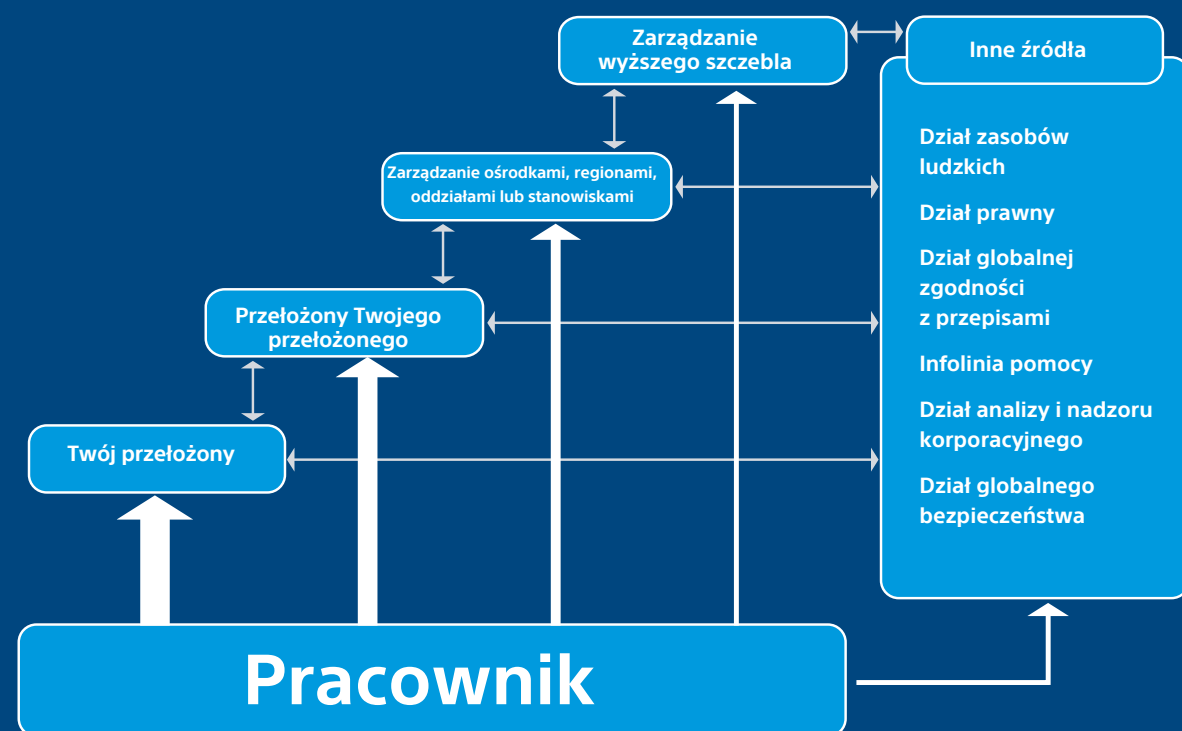 Zarządzanie
wyższego szczebla
Inne źródła
Dział zasobów
ludzkich
Dział prawny
Dział globalnej
zgodności
z przepisami
Infolinia pomocy
Dział analizy i nadzoru
korporacyjnego
Dział globalnego
bezpieczeństwa
Zarządzanie ośrodkami, regionami,
oddziałami lub stanowiskami
Przełożony Twojego
przełożonego
Twój przełożony
Pracownik